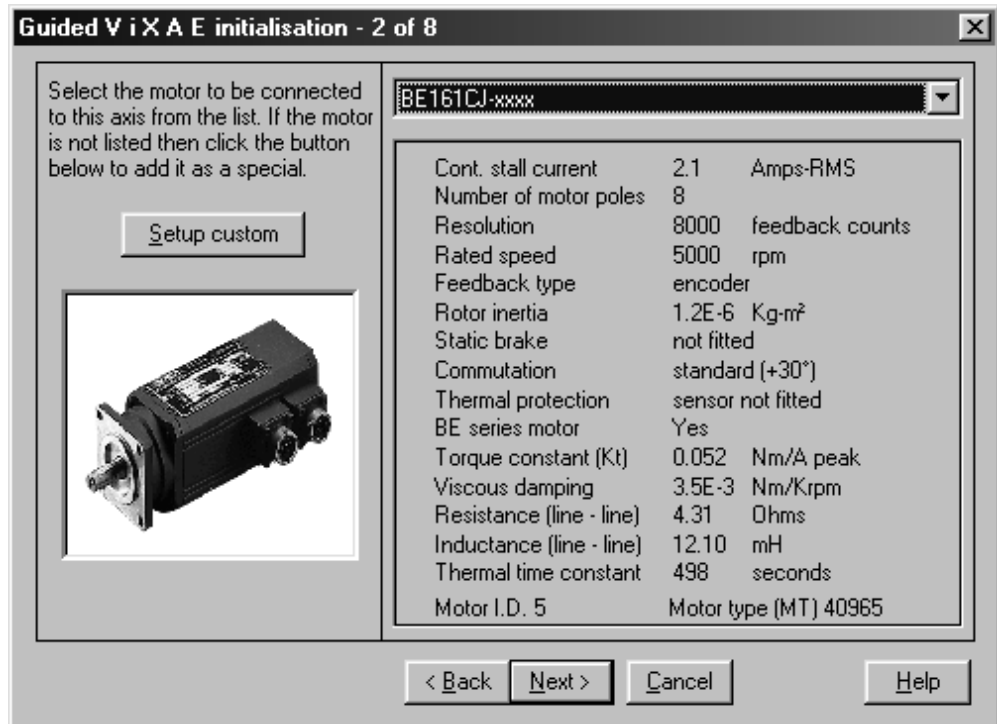 Guided V i X A E initialisation - 2 of 8
Select the motor to be connected
to this axis from the list. If the motor
is not listed then click the button
below to add it as a special.
Setup custom
BE161CJ-xxxx
Cont. stall current 2.1 Amps-RMS
Number of motor poles 8
Resolution 8000 feedback counts
Rated speed 5000 rpm
Feedback type encoder
Rotor inertia 1.2E-6 Kg-m²
Static brake not fitted
Commutation standard (+30°)
Thermal protection sensor not fitted
BE series motor Yes
Torque constant (Kt) 0.052 Nm/A peak
Viscous damping 3.5E-3 Nm/Krpm
Resistance (line - line) 4.31 Ohms
Inductance (line - line) 12.10 mH
Thermal time constant 498 seconds
Motor I.D. 5 Motor type (MT) 40965
< Back Next > Cancel Help